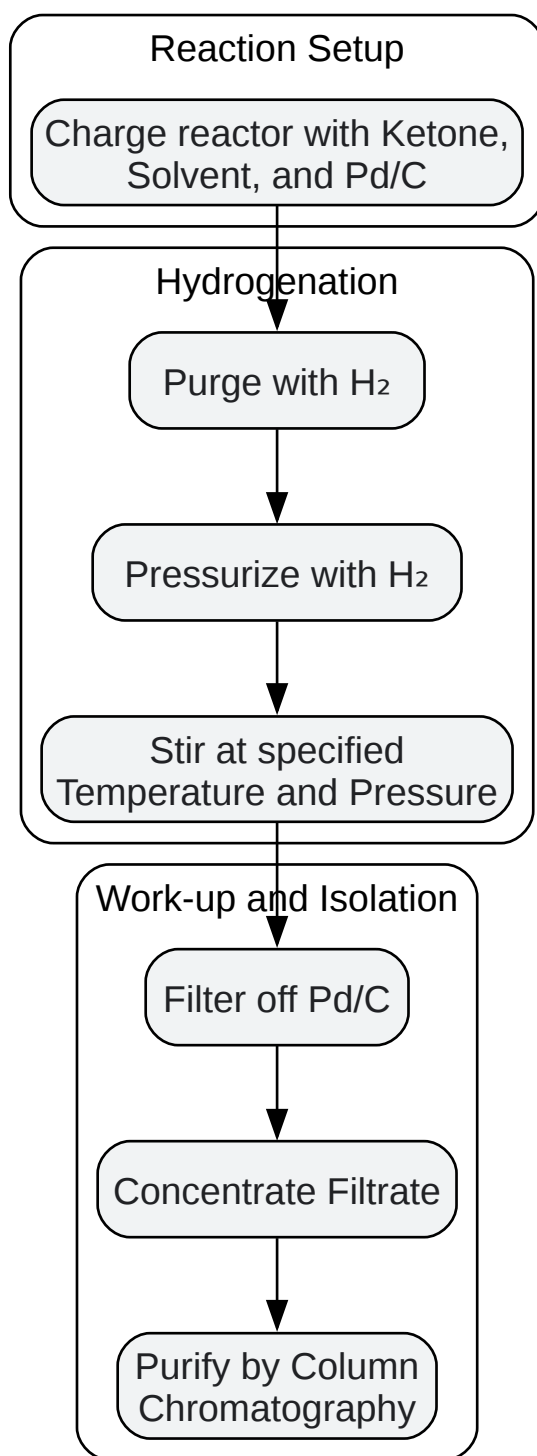 Reaction Setup
Charge reactor with Ketone,
Solvent, and Pd/C
Hydrogenation
Purge with H₂
Pressurize with H₂
Stir at specified
Temperature and Pressure
Work-up and Isolation
Filter off Pd/C
Concentrate Filtrate
Purify by Column
Chromatography